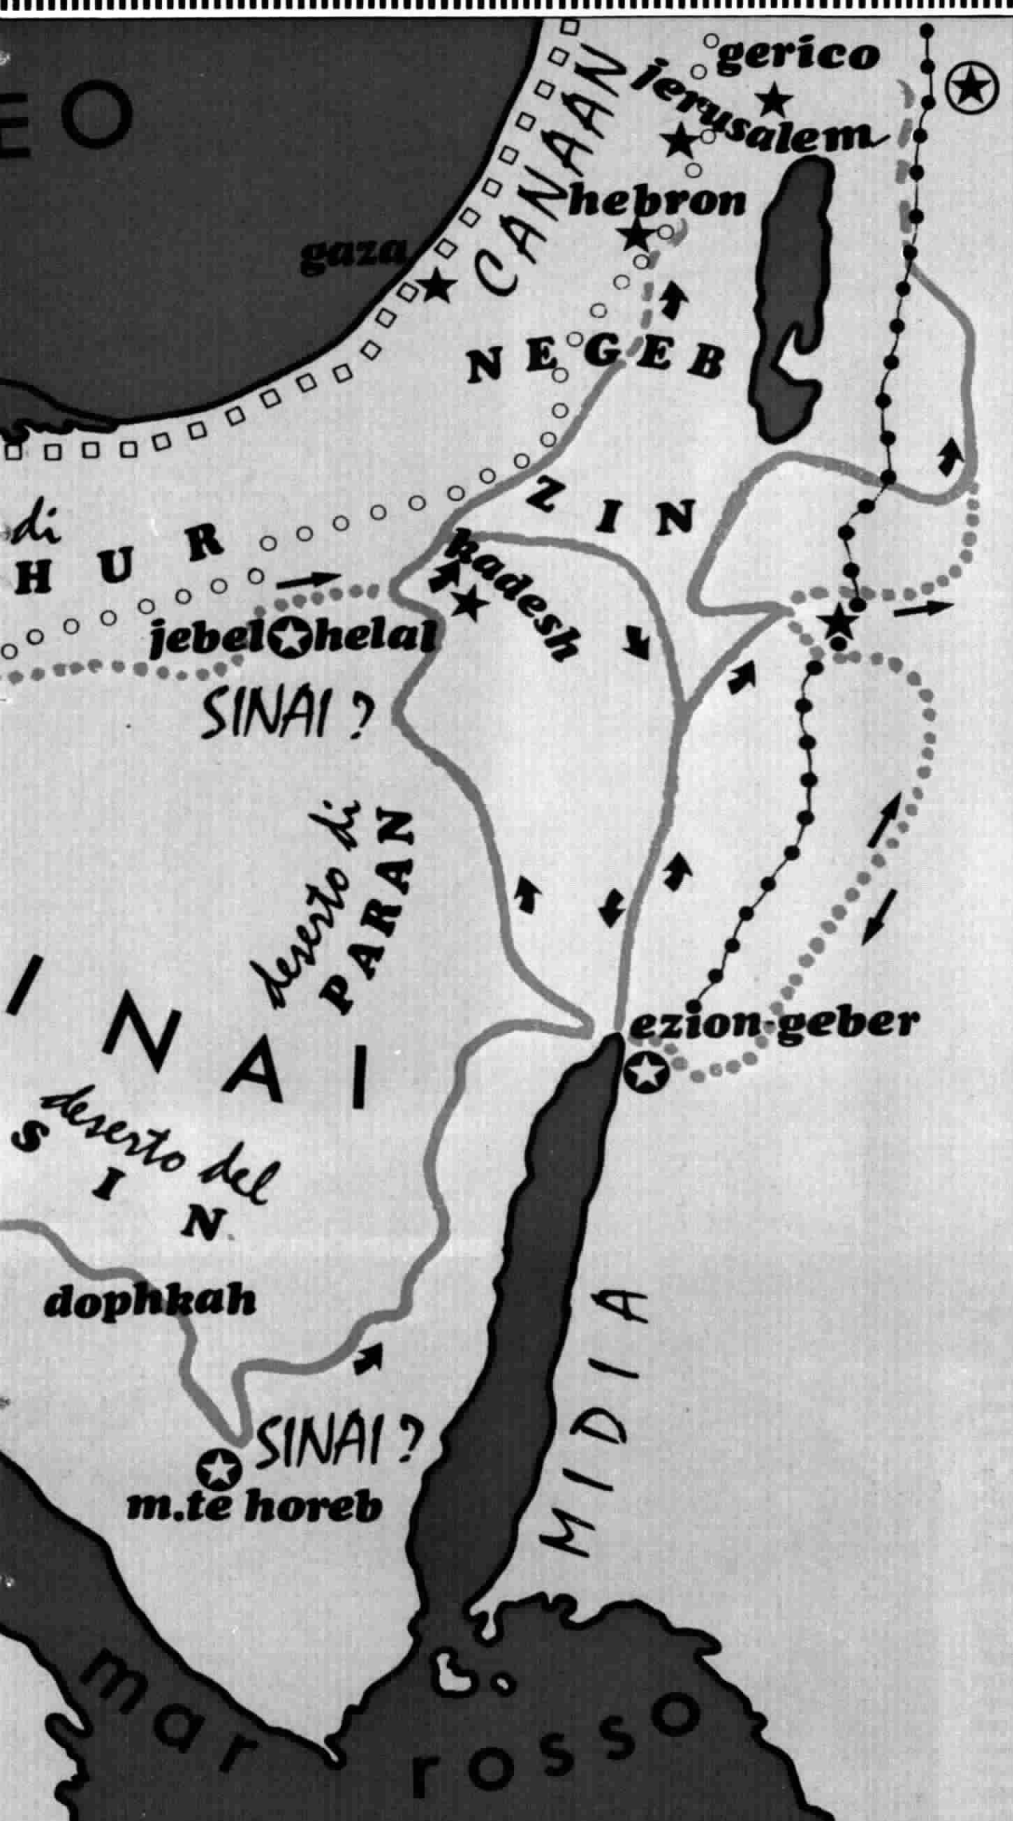 EO
gerico
jerusalem
CANAAN
hebron
gaza
NEGEB
ZIN
di
HUR
kadesh
jebel helal
SINAI ?
deserto di
PARAN
INAI
ezion-geber
deserto del
SIN
dophkah
MIDIA
SINAI ?
m.te horeb
mar rosso